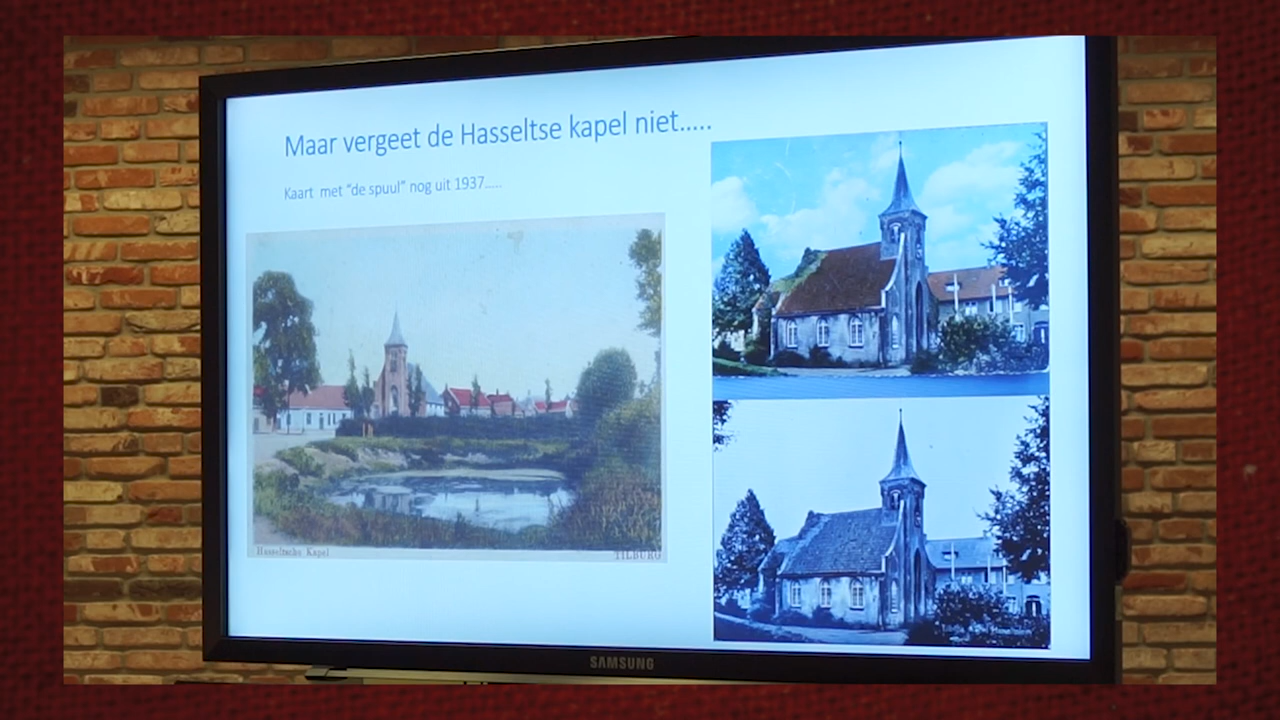 Maar vergeet de Hasseltse kapel niet.....
Kaart met "de spuul" nog uit 1937.....
Hasseltsche Kapel
TILBURG
SAMSUNG